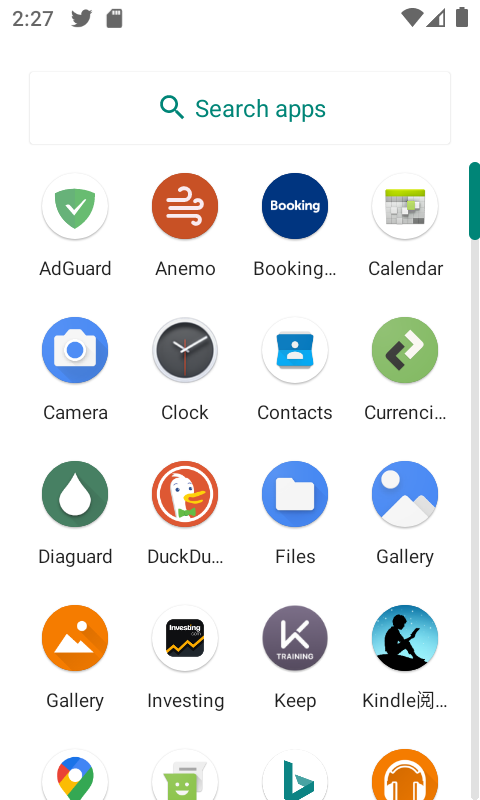 2:27
Search apps
AdGuard
Anemo
Booking
Booking…
Calendar
Camera
Clock
Contacts
Currenci…
Diaguard
DuckDu…
Files
Gallery
Gallery
Investing
.com
Investing
K
TRAINING
Keep
Kindle阅…